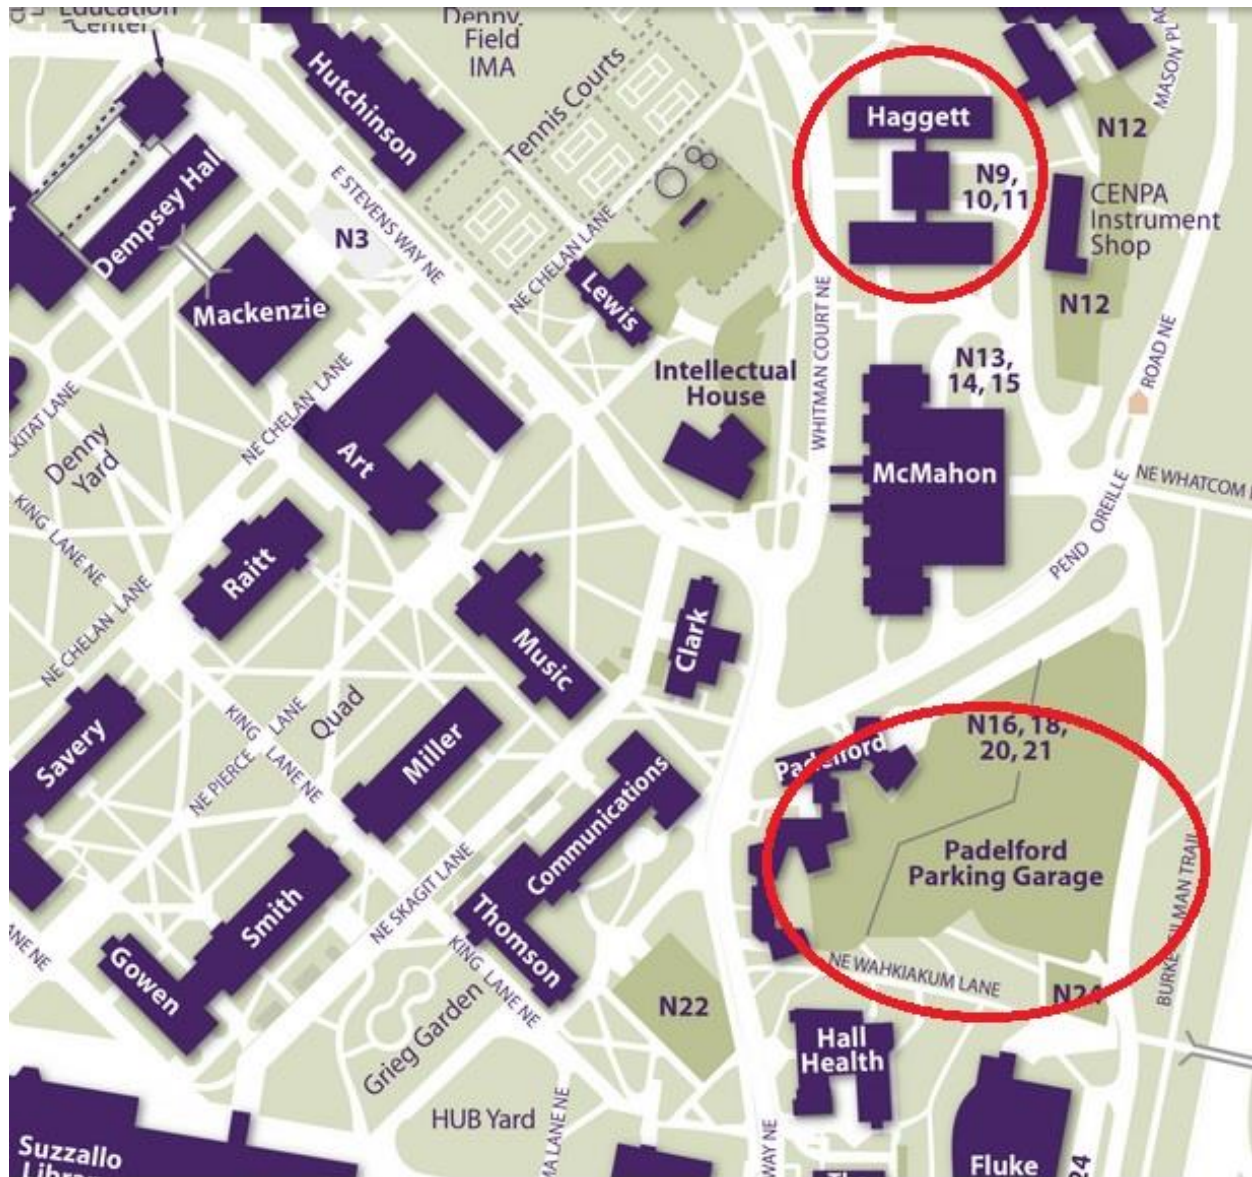 Education
Center
Denny
Field
IMA
Hutchinson
Tennis Courts
Haggett
MASON PL
N12
N9,
10,11
CENPA
Instrument
Shop
Dempsey Hall
E STEVENS WAY NE
N3
NE CHELAN LANE
Lewis
Mackenzie
N12
WHITMAN COURT NE
ROAD NE
NE CHELAN LANE
Intellectual
House
N13,
14, 15
Denny
Yard
Art
McMahon
NE WHATCOM
KING LANE NE
PEND OREILLE
Raitt
NE CHELAN LANE
Music
Clark
Quad
KING LANE NE
NE PIERCE LANE
Savery
Miller
Padelford
N16, 18,
20, 21
Communications
Padelford
Parking Garage
NE SKAGIT LANE
Smith
Thomson
BURKE-GILMAN TRAIL
Gowen
KING LANE NE
NE WAHKIAKUM LANE
N22
N24
Grieg Garden
Hall
Health
HUB Yard
LANE NE
WAY NE
Suzzallo
Fluke
24